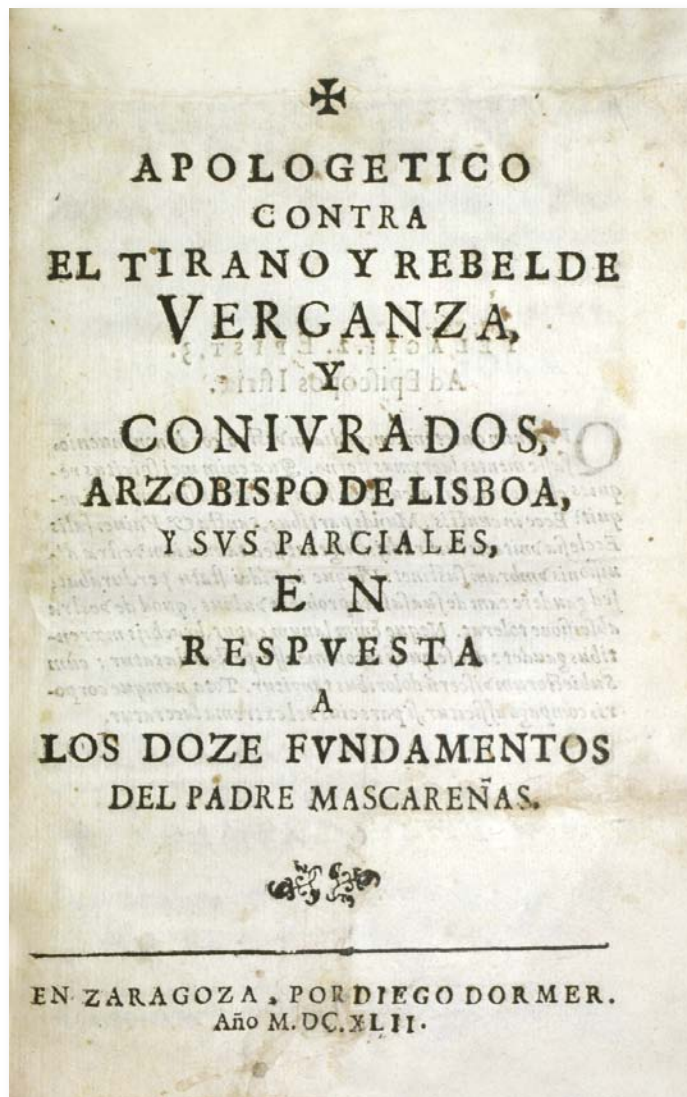 ✠
APOLOGETICO
CONTRA
EL TIRANO Y REBELDE
VERGANZA,
Y
CONIVRADOS,
ARZOBISPO DE LISBOA,
Y SVS PARCIALES,
EN
RESPVESTA
A
LOS DOZE FVNDAMENTOS
DEL PADRE MASCAREÑAS.
EN ZARAGOZA, POR DIEGO DORMER.
Año M.DC.XLII.